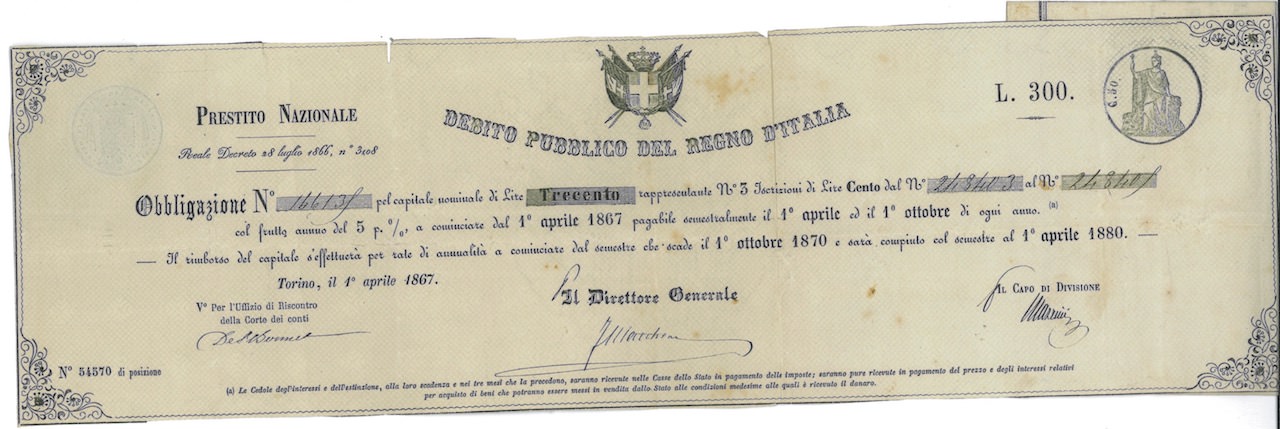 PRESTITO NAZIONALE
Reale Decreto 28 luglio 1866, n° 3108
DEBITO PUBBLICO DEL REGNO D'ITALIA
L. 300.
C. 50.
Obbligazione N° 166135 pel capitale nominale di Lire Trecento rappresentante N° 3 Iscrizioni di Lire Cento dal N° 248403 al N° 248405
col frutto annuo del 5 p. %, a cominciare dal 1° aprile 1867 pagabile semestralmente il 1° aprile ed il 1° ottobre di ogni anno. (a)
— Il rimborso del capitale s'effettuerà per rate di annualità a cominciare dal semestre che scade il 1° ottobre 1870 e sarà compiuto col semestre al 1° aprile 1880. —
Torino, il 1° aprile 1867.
V° Per l'Uffizio di Riscontro
della Corte dei conti
Il Direttore Generale
IL CAPO DI DIVISIONE
N° 54570 di posizione
(a) Le Cedole degl'interessi e dell'estinzione, alla loro scadenza e nei tre mesi che la precedono, saranno ricevute nelle Casse dello Stato in pagamento delle imposte; saranno pure ricevute in pagamento del prezzo e degli interessi relativi
per acquisto di beni che potranno essere messi in vendita dallo Stato alle condizioni medesime alle quali è ricevuto il danaro.